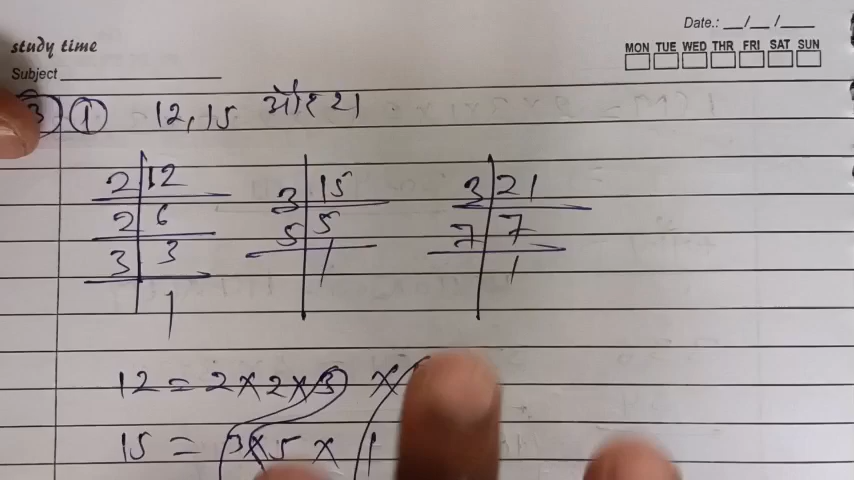 Date.: __/__/____
study time
MON TUE WED THR FRI SAT SUN
Subject
3) ① 12, 15 और 21
2 12 3 15 3 21
2 6 5 5 7 7
3 3 1 1
1
12 = 2 × 2 × 3 ×
15 = 3 × 5 × 1